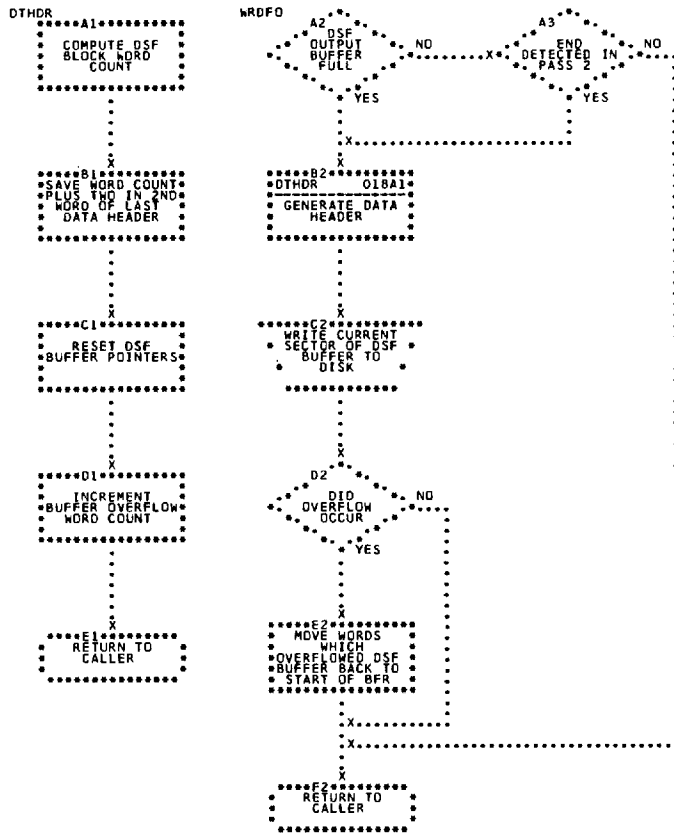 DTHDR
A1
COMPUTE DSF
BLOCK WORD
COUNT
B1
SAVE WORD COUNT
PLUS TWO IN 2ND
WORD OF LAST
DATA HEADER
C1
RESET DSF
BUFFER POINTERS
D1
INCREMENT
BUFFER OVERFLOW
WORD COUNT
E1
RETURN TO
CALLER
WRDFO
A2
DSF
OUTPUT
BUFFER
FULL
NO
YES
A3
END
DETECTED IN
PASS 2
NO
YES
B2
DTHDR 018A1
GENERATE DATA
HEADER
C2
WRITE CURRENT
SECTOR OF DSF
BUFFER TO
DISK
D2
DID
OVERFLOW
OCCUR
NO
YES
E2
MOVE WORDS
WHICH
OVERFLOWED DSF
BUFFER BACK TO
START OF BFR
F2
RETURN TO
CALLER